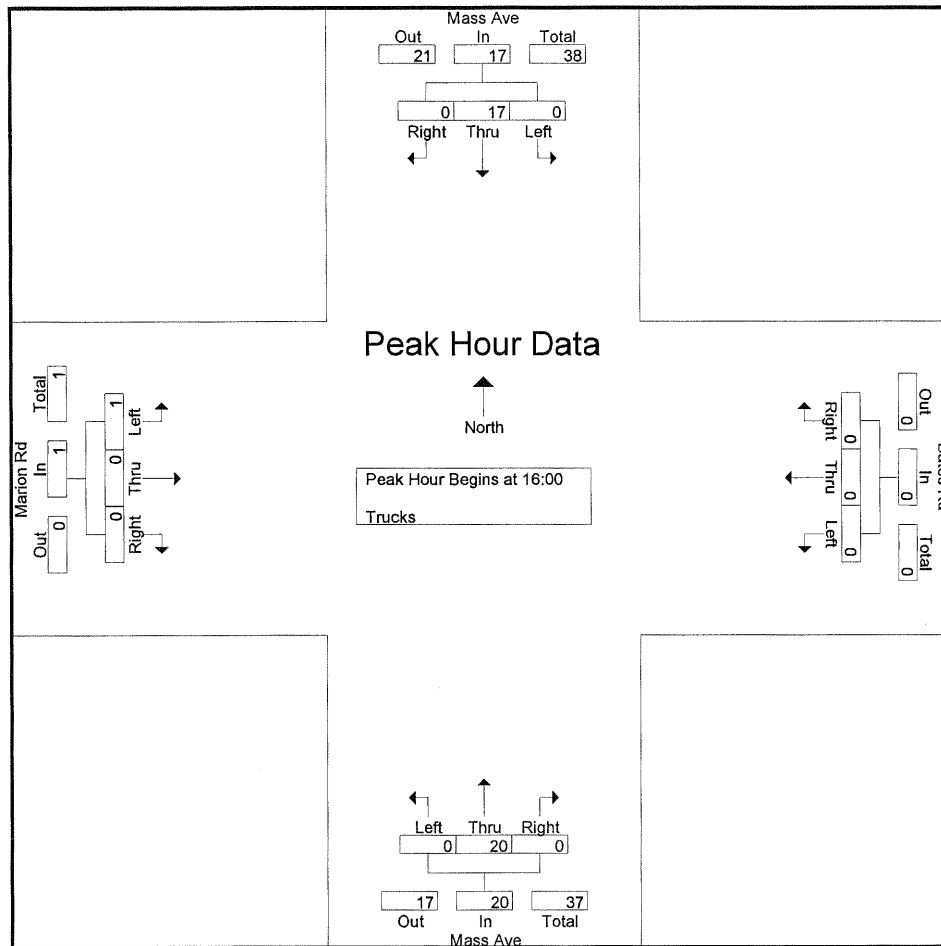 Mass Ave
Out In Total
21 17 38
0 17 0
Right Thru Left
Peak Hour Data
North
Peak Hour Begins at 16:00
Trucks
Marion Rd
Out In Total
0 1 1
0 0 1
Right Thru Left
Right Thru Left
0 0 0
Out In Total
0 0 0
Rd
Left Thru Right
0 20 0
17 20 37
Out In Total
Mass Ave